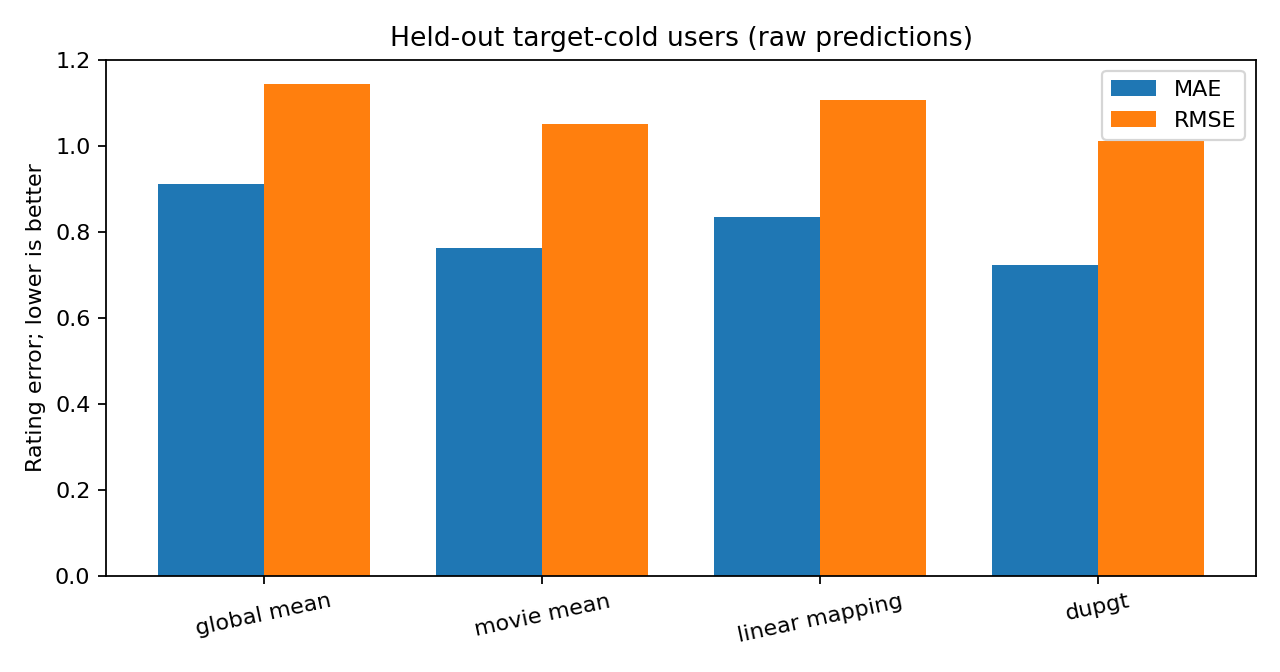 Held-out target-cold users (raw predictions)
Rating error; lower is better
1.2
1.0
0.8
0.6
0.4
0.2
0.0
MAE
RMSE
global mean
movie mean
linear mapping
dupgt